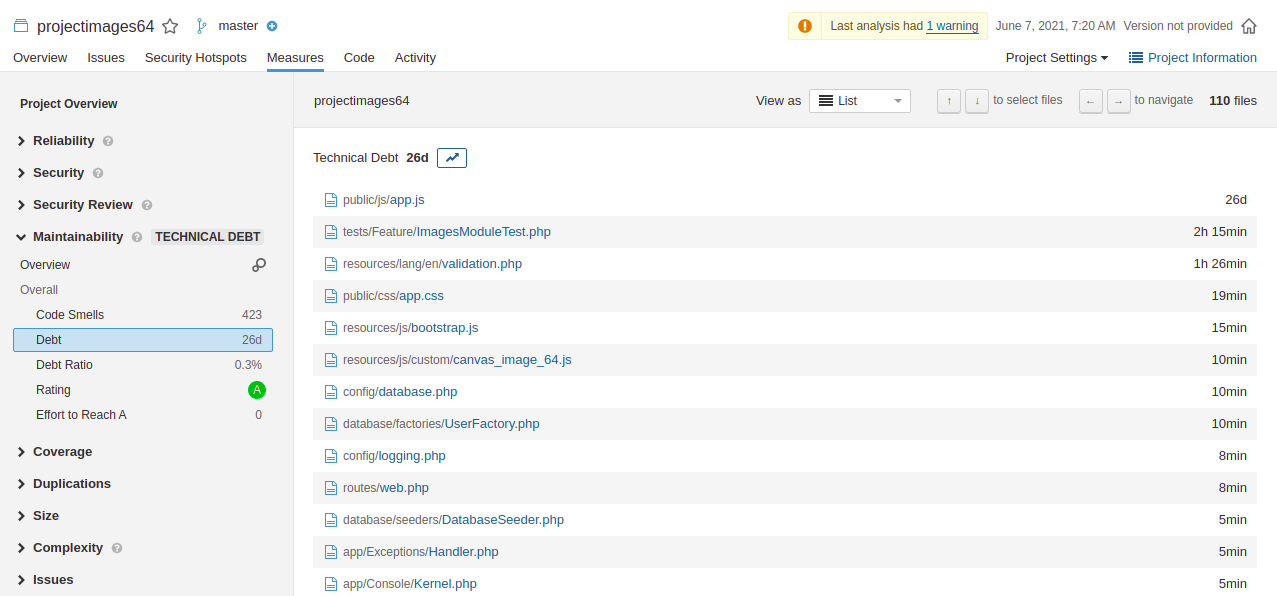 projectimages64 master Last analysis had 1 warning June 7, 2021, 7:20 AM Version not provided
Overview Issues Security Hotspots Measures Code Activity Project Settings Project Information
Project Overview
Reliability ?
Security ?
Security Review ?
Maintainability ? TECHNICAL DEBT
Overview
Overall
Code Smells 423
Debt 26d
Debt Ratio 0.3%
Rating A
Effort to Reach A 0
Coverage
Duplications
Size
Complexity ?
Issues
projectimages64 View as List ↑ ↓ to select files ← → to navigate 110 files
Technical Debt 26d
public/js/app.js 26d
tests/Feature/ImagesModuleTest.php 2h 15min
resources/lang/en/validation.php 1h 26min
public/css/app.css 19min
resources/js/bootstrap.js 15min
resources/js/custom/canvas_image_64.js 10min
config/database.php 10min
database/factories/UserFactory.php 10min
config/logging.php 8min
routes/web.php 8min
database/seeders/DatabaseSeeder.php 5min
app/Exceptions/Handler.php 5min
app/Console/Kernel.php 5min